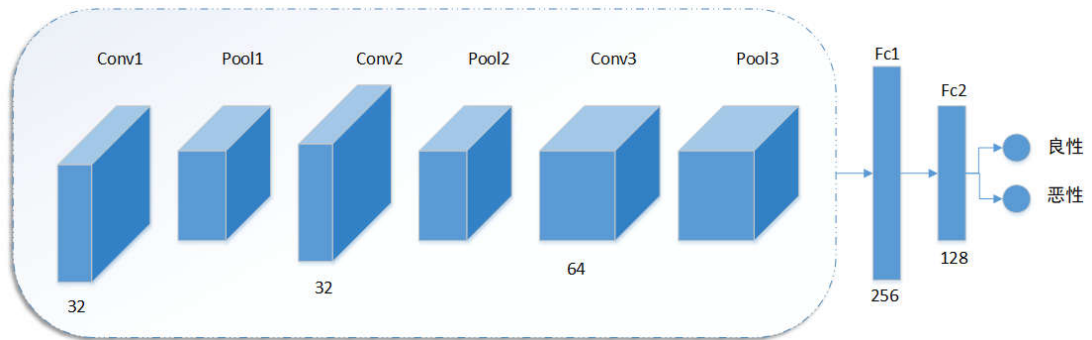 Conv1
Pool1
Conv2
Pool2
Conv3
Pool3
Fc1
Fc2
良性
恶性
32
32
64
256
128